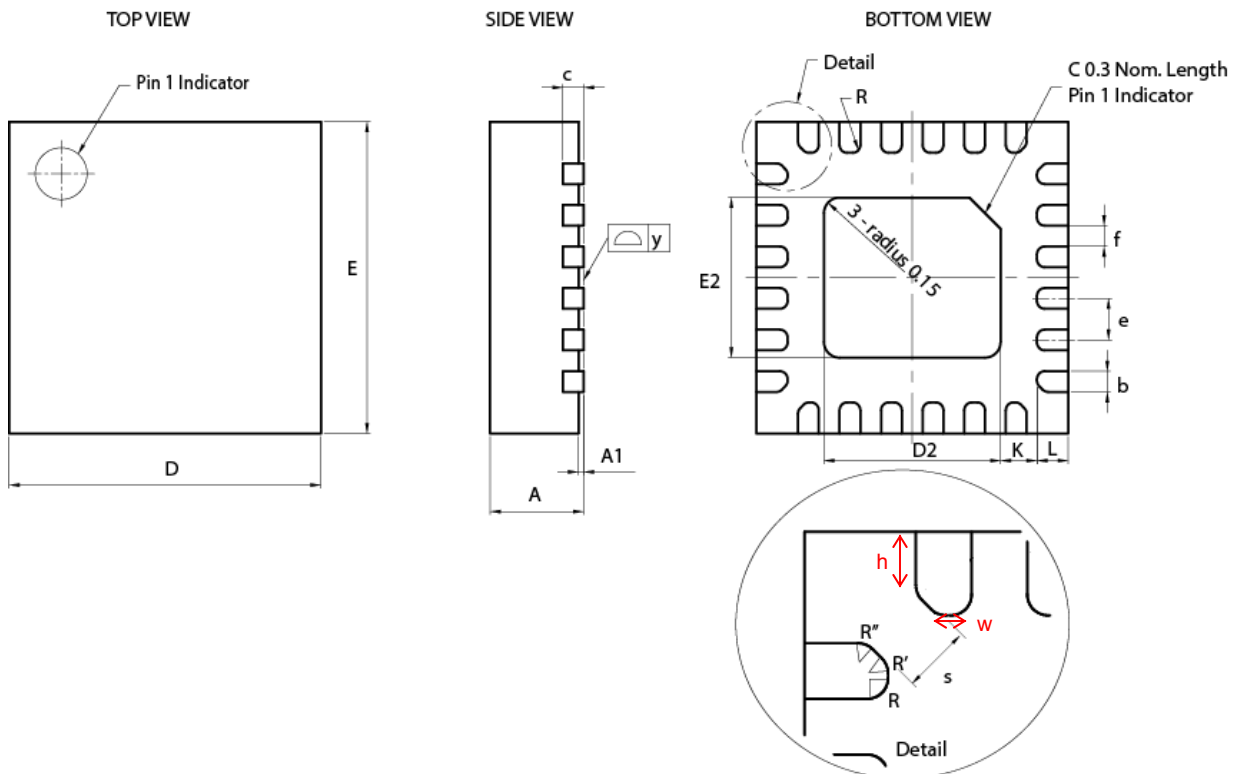 TOP VIEW
SIDE VIEW
BOTTOM VIEW
Pin 1 Indicator
c
Detail
R
C 0.3 Nom. Length
Pin 1 Indicator
E
y
E2
3 - radius 0.15
f
e
b
D
A1
A
D2
K
L
h
w
R"
R'
s
R
Detail